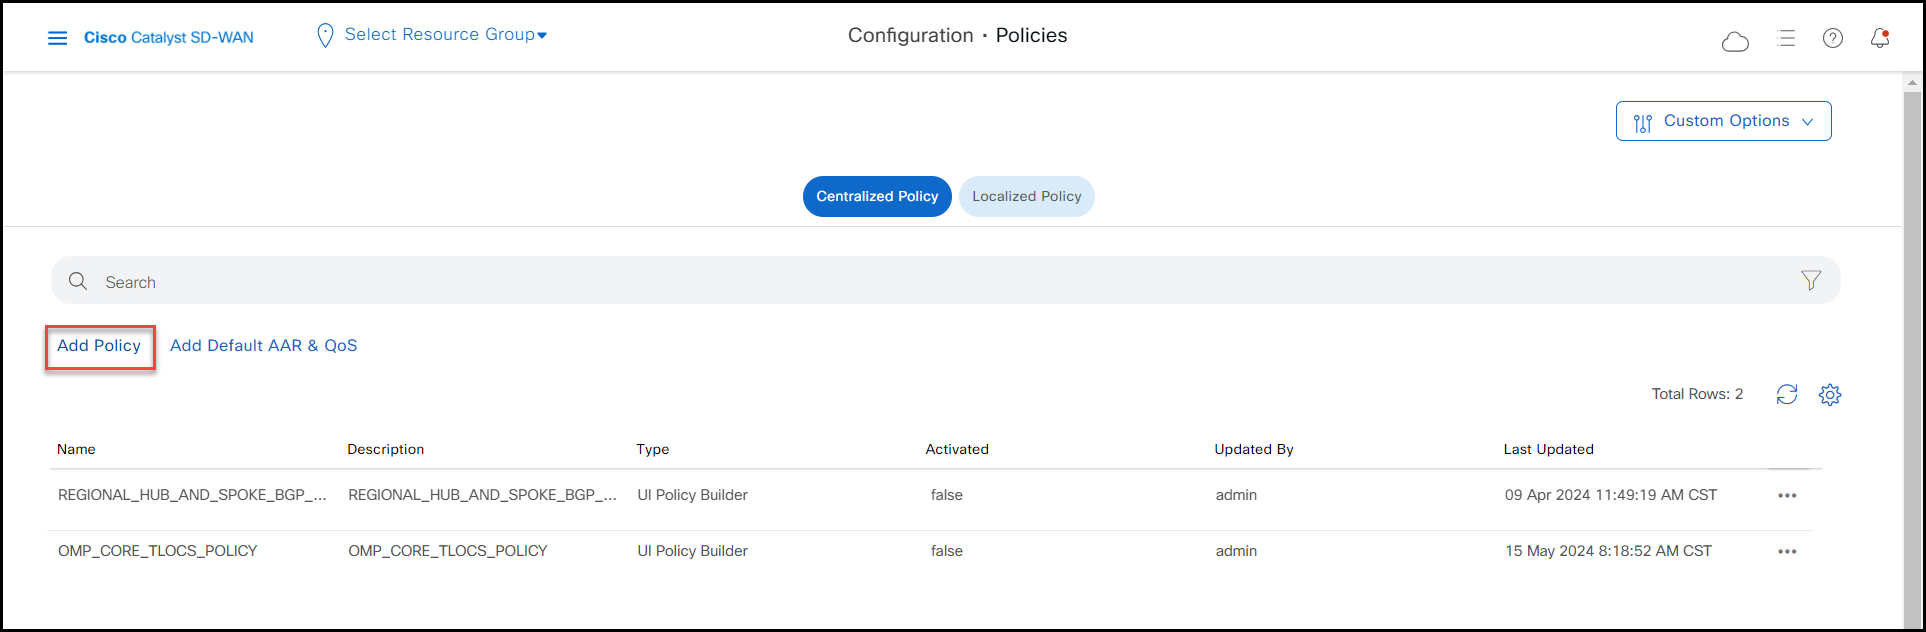 Cisco Catalyst SD-WAN
Select Resource Group
Configuration · Policies
Custom Options
Centralized Policy
Localized Policy
Search
Add Policy
Add Default AAR & QoS
Total Rows: 2
Name Description Type Activated Updated By Last Updated
REGIONAL_HUB_AND_SPOKE_BGP_... REGIONAL_HUB_AND_SPOKE_BGP_... UI Policy Builder false admin 09 Apr 2024 11:49:19 AM CST
OMP_CORE_TLOCS_POLICY OMP_CORE_TLOCS_POLICY UI Policy Builder false admin 15 May 2024 8:18:52 AM CST